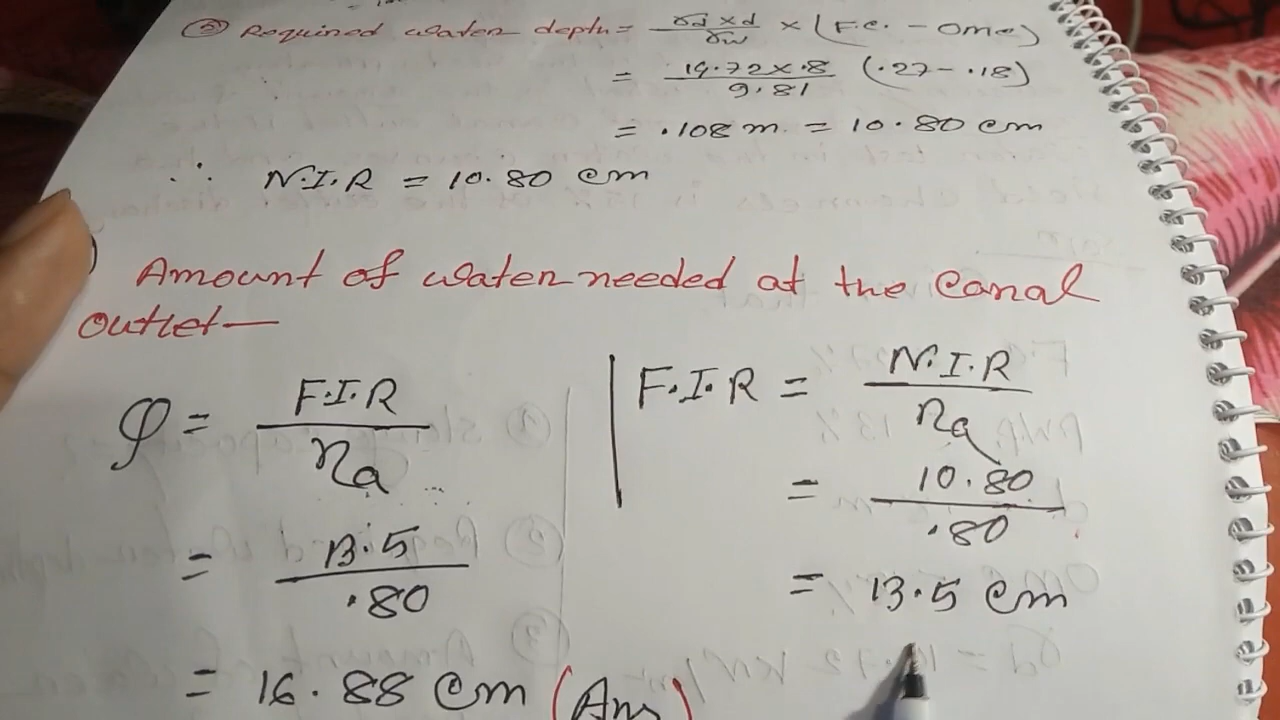 ③ Required water depth = γd × d / γw × (F.C. - OMC)
= 14.72 × .8 / 9.81 (.27 - .18)
= .108 m. = 10.80 cm
∴ N.I.R = 10.80 cm
Amount of water needed at the Canal
Outlet —
φ = F.I.R / ηa
= 13.5 / .80
= 16.88 cm (Ans)
F.I.R = N.I.R / ηa
= 10.80 / .80
= 13.5 cm